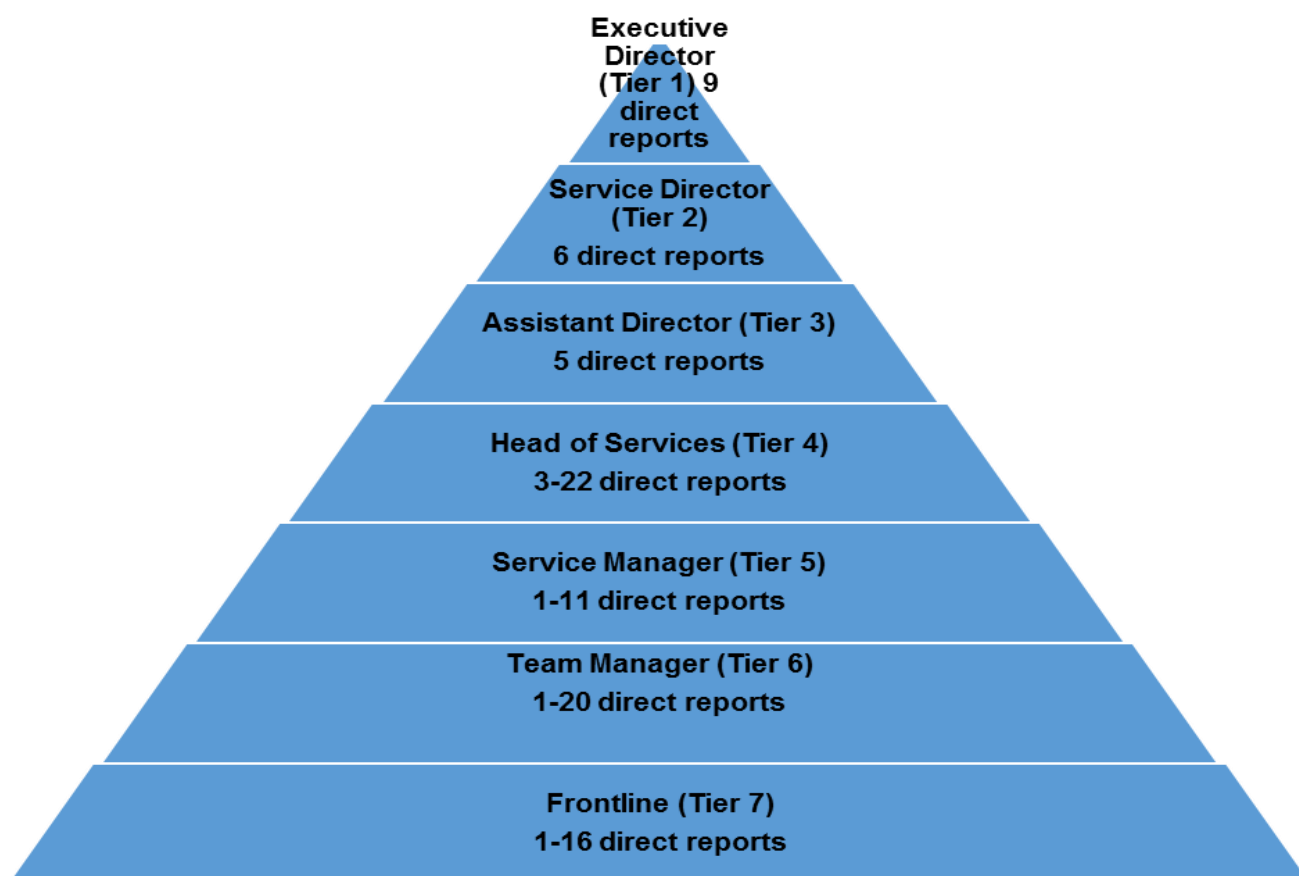 Executive
Director
(Tier 1) 9
direct
reports
Service Director
(Tier 2)
6 direct reports
Assistant Director (Tier 3)
5 direct reports
Head of Services (Tier 4)
3-22 direct reports
Service Manager (Tier 5)
1-11 direct reports
Team Manager (Tier 6)
1-20 direct reports
Frontline (Tier 7)
1-16 direct reports